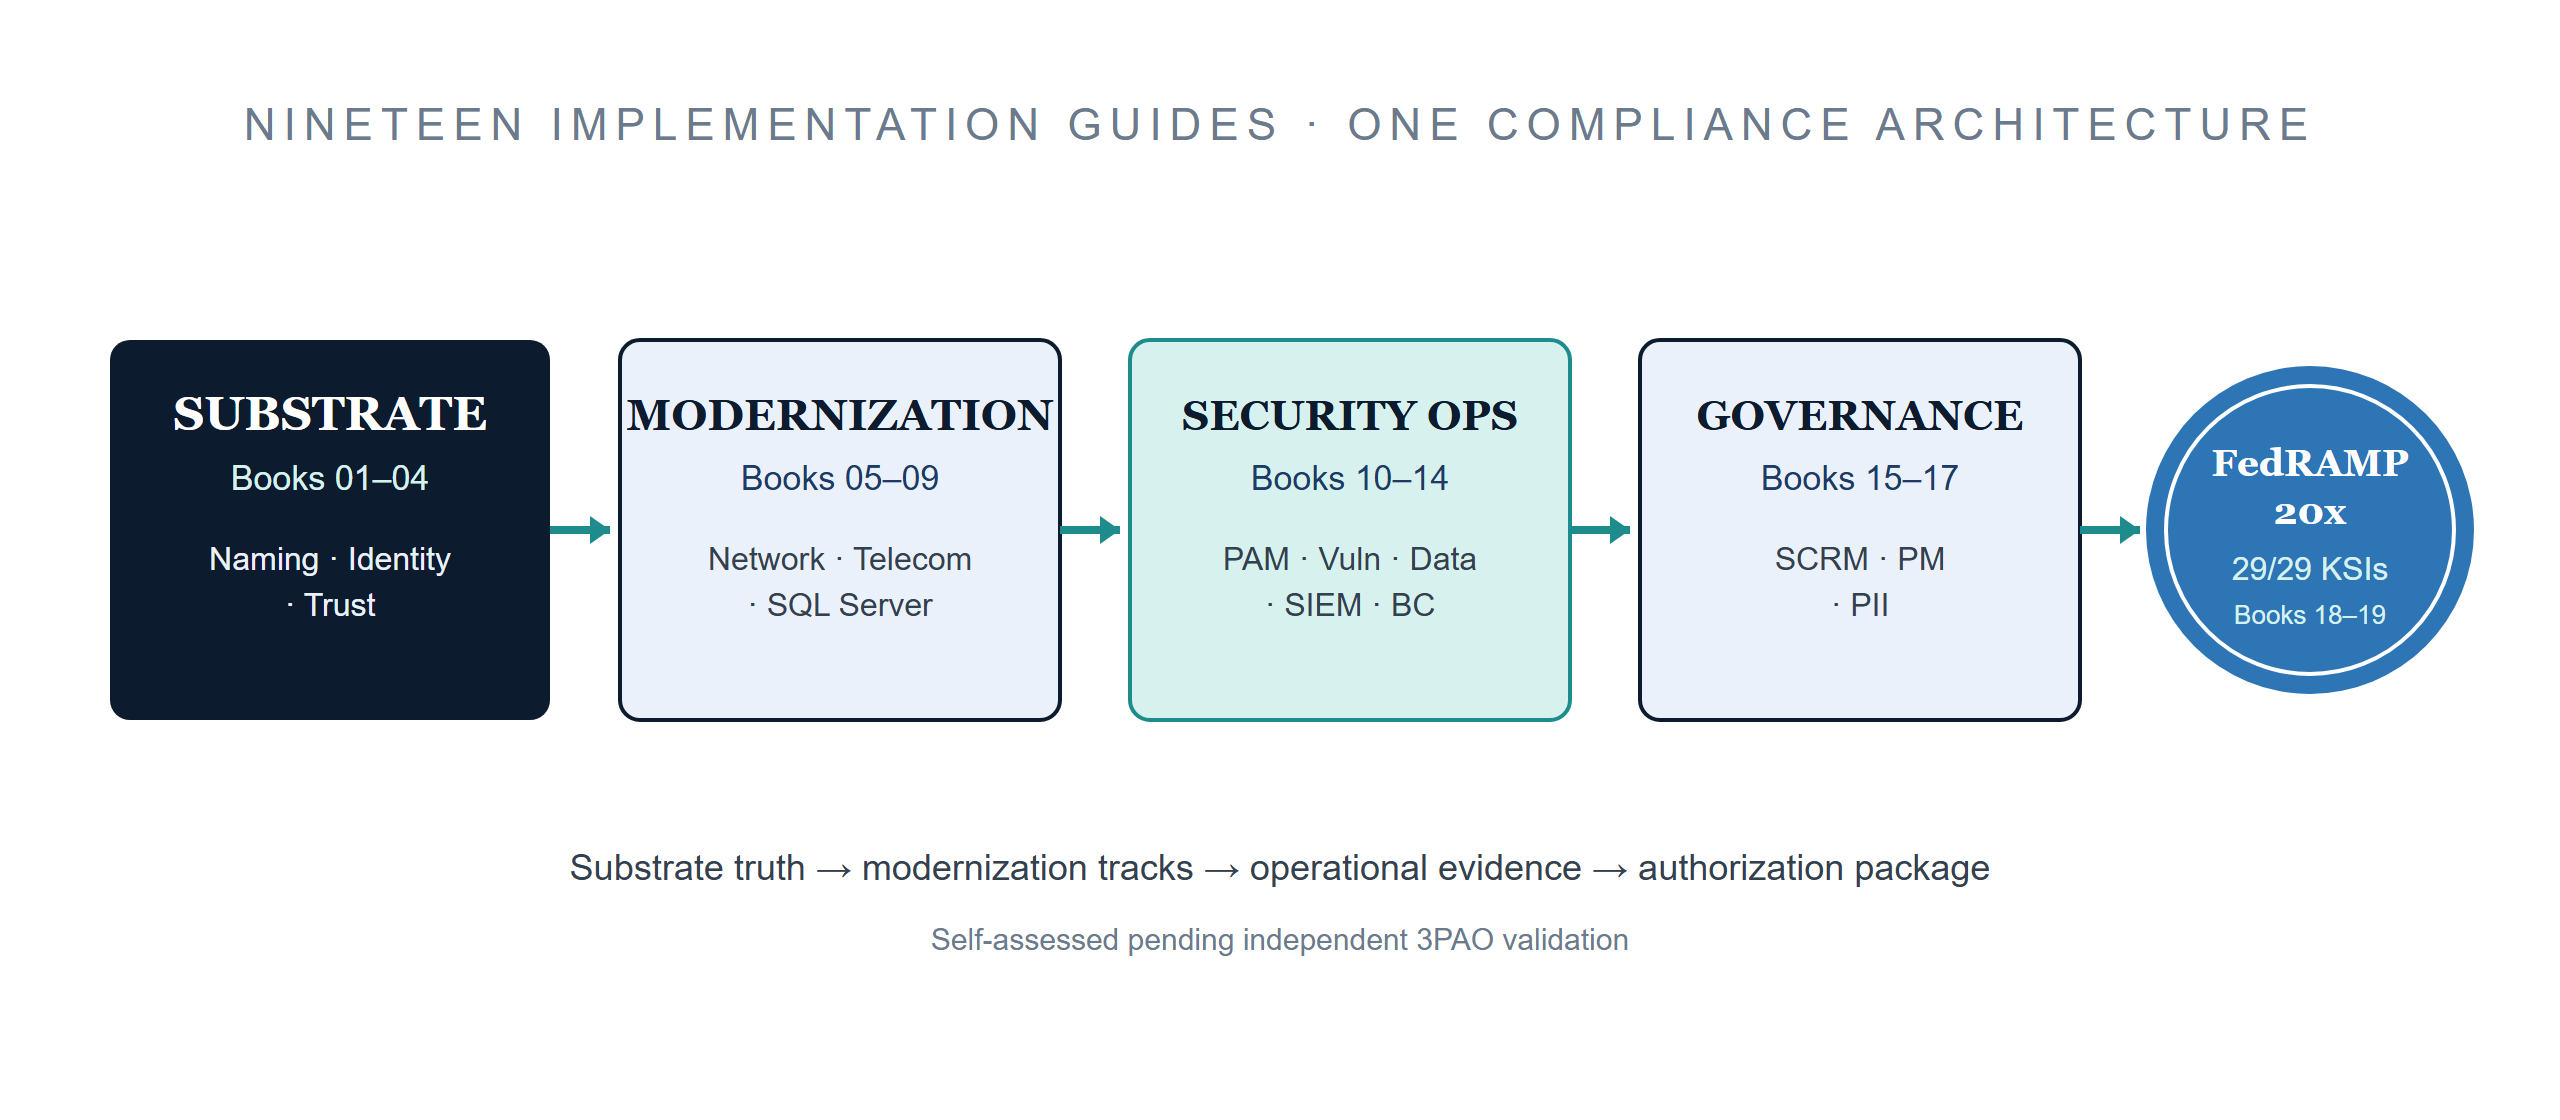 NINETEEN IMPLEMENTATION GUIDES · ONE COMPLIANCE ARCHITECTURE
SUBSTRATE
Books 01–04
Naming · Identity
· Trust
MODERNIZATION
Books 05–09
Network · Telecom
· SQL Server
SECURITY OPS
Books 10–14
PAM · Vuln · Data
· SIEM · BC
GOVERNANCE
Books 15–17
SCRM · PM
· PII
FedRAMP
20x
29/29 KSIs
Books 18–19
Substrate truth → modernization tracks → operational evidence → authorization package
Self-assessed pending independent 3PAO validation